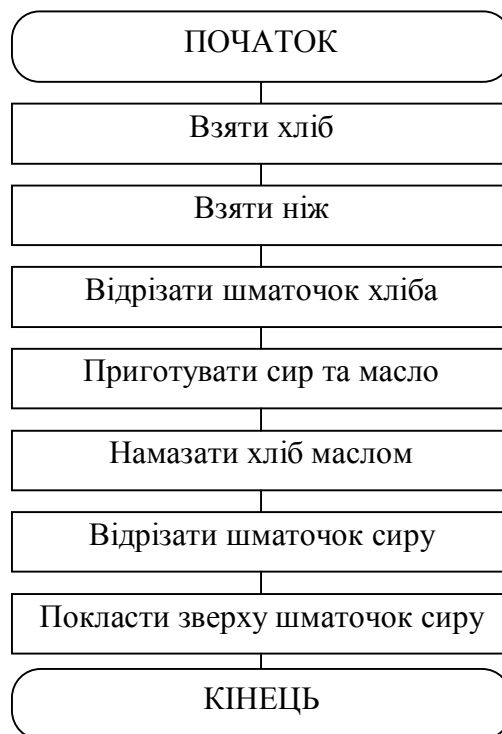 ПОЧАТОК
Взяти хліб
Взяти ніж
Відрізати шматочок хліба
Приготувати сир та масло
Намазати хліб маслом
Відрізати шматочок сиру
Покласти зверху шматочок сиру
КІНЕЦЬ